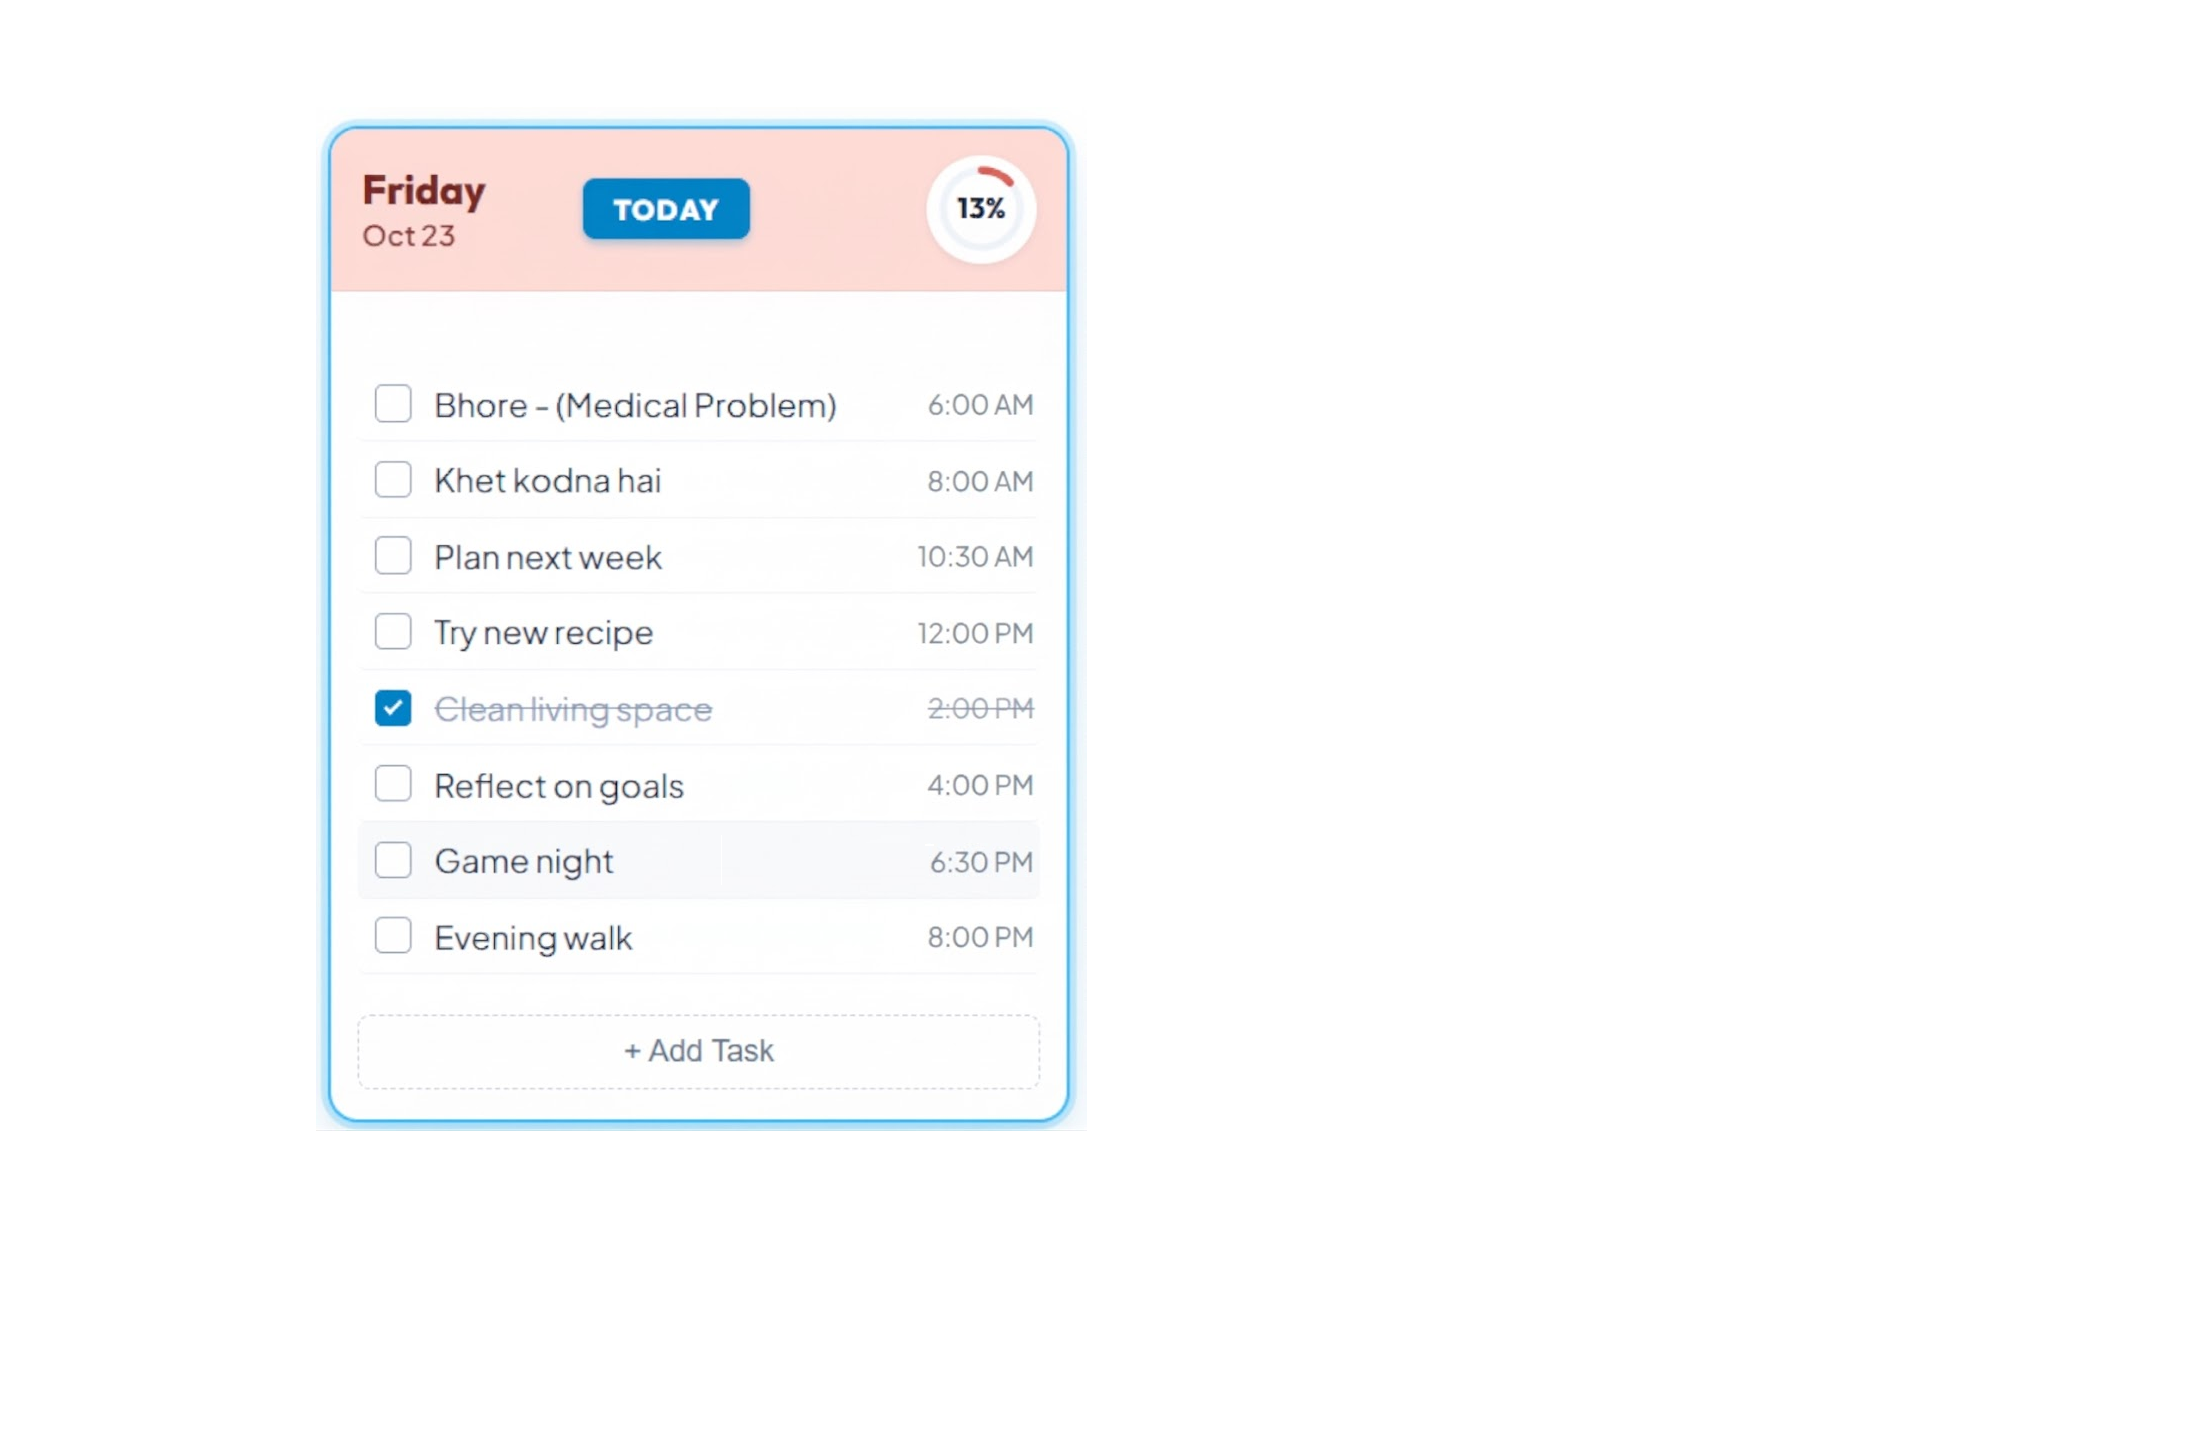 Friday
Oct 23
TODAY
13%
Bhore - (Medical Problem) 6:00 AM
Khet kodna hai 8:00 AM
Plan next week 10:30 AM
Try new recipe 12:00 PM
Clean living space 2:00 PM
Reflect on goals 4:00 PM
Game night 6:30 PM
Evening walk 8:00 PM
+ Add Task